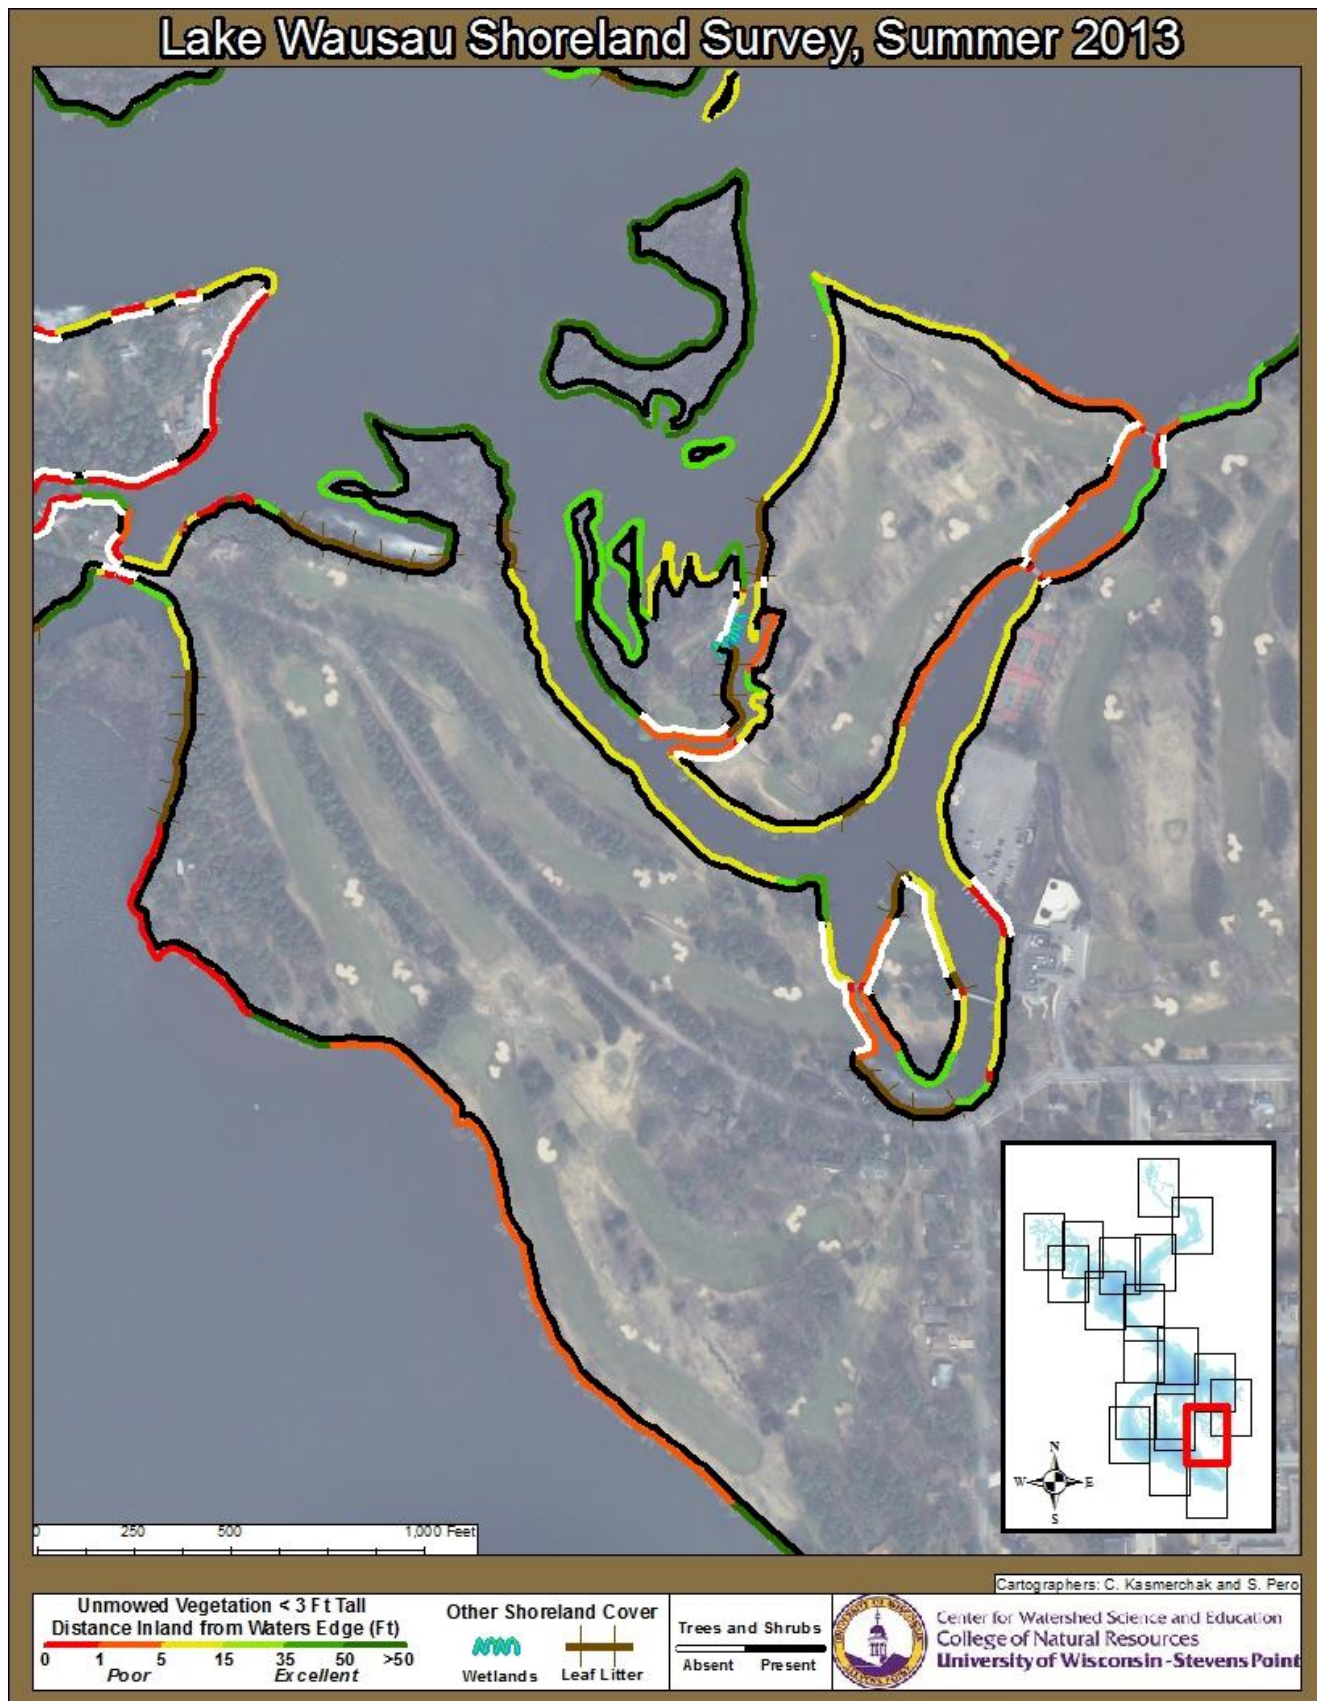 Lake Wausau Shoreland Survey, Summer 2013
N
W E
S
0 250 500 1,000 Feet
Cartographers: C. Kasmerchak and S. Pero
Unmowed Vegetation < 3 Ft Tall
Distance Inland from Waters Edge (Ft)
0 1 5 15 35 50 >50
Poor Excellent
Other Shoreland Cover
Wetlands Leaf Litter
Trees and Shrubs
Absent Present
Center for Watershed Science and Education
College of Natural Resources
University of Wisconsin - Stevens Point